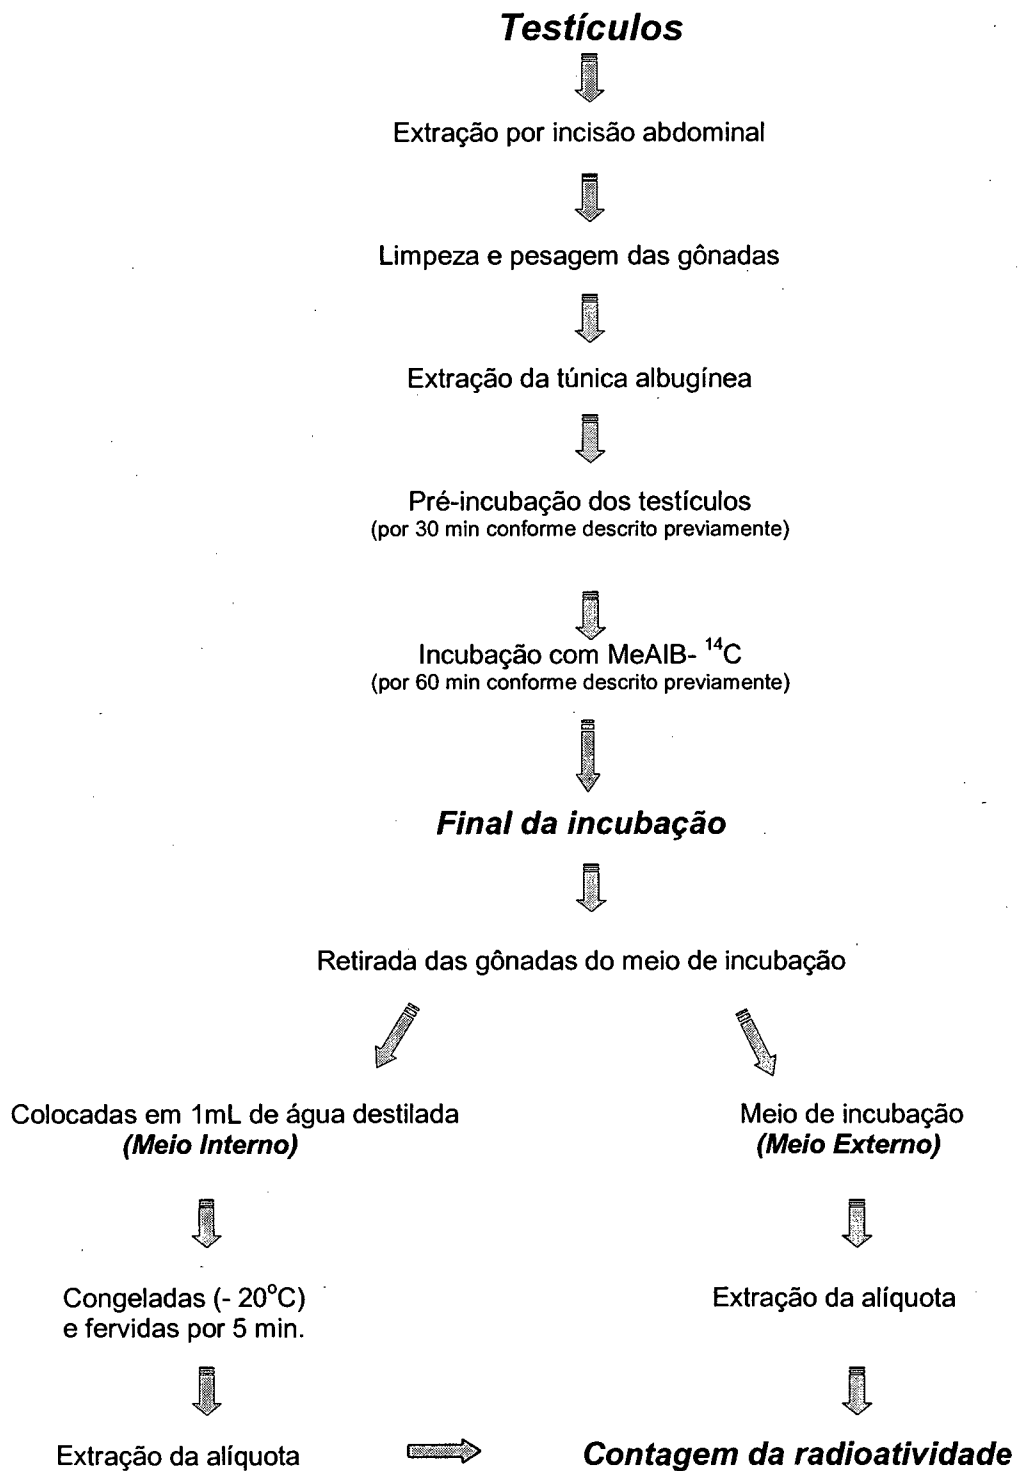 Testículos
Extração por incisão abdominal
Limpeza e pesagem das gônadas
Extração da túnica albugínea
Pré-incubação dos testículos
(por 30 min conforme descrito previamente)
Incubação com MeAIB- ¹⁴C
(por 60 min conforme descrito previamente)
Final da incubação
Retirada das gônadas do meio de incubação
Colocadas em 1mL de água destilada
(Meio Interno)
Meio de incubação
(Meio Externo)
Congeladas (- 20°C)
e fervidas por 5 min.
Extração da alíquota
Extração da alíquota
Contagem da radioatividade